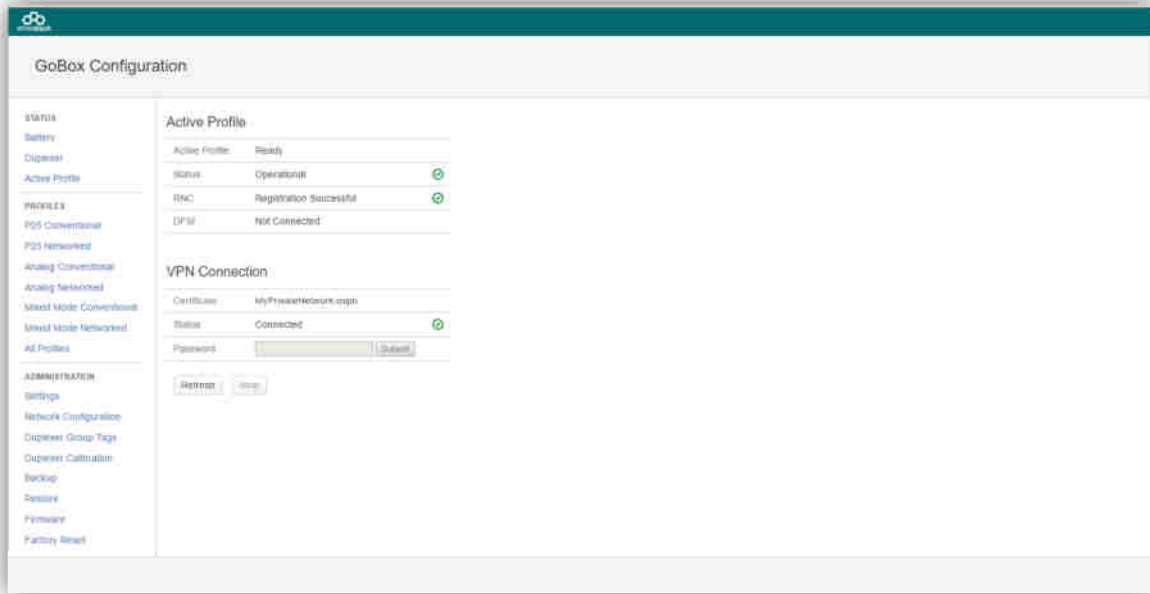 GoBox Configuration
STATUS
Battery
Duplexer
Active Profile
PROFILES
P25 Conventional
P25 Networked
Analog Conventional
Analog Networked
Mixed Mode Conventional
Mixed Mode Networked
All Profiles
ADMINISTRATION
Settings
Network Configuration
Duplexer Group Tags
Duplexer Calibration
Backup
Restore
Firmware
Factory Reset
Active Profile
Active Profile Ready
Status Operational
RNC Registration Successful
DFSI Not Connected
VPN Connection
Certificate MyPrivateNetwork.ovpn
Status Connected
Password Submit
Refresh Stop